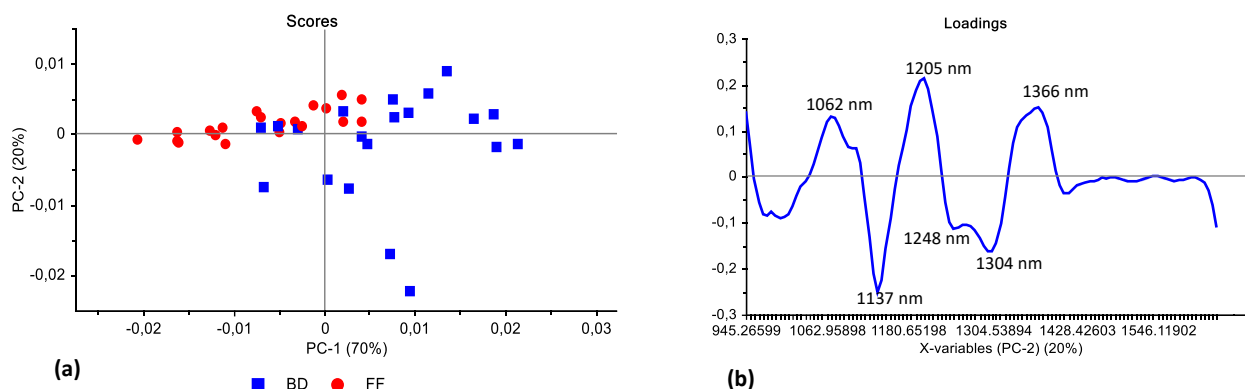 Scores
0,01
0
-0,01
-0,02
PC-2 (20%)
-0,02
-0,01
0
0,01
0,02
0,03
PC-1 (70%)
(a)
BD
FF
Loadings
0,3
0,2
0,1
0
-0,1
-0,2
-0,3
1062 nm
1205 nm
1366 nm
1248 nm
1304 nm
1137 nm
945.26599
1062.95898
1180.65198
1304.53894
1428.42603
1546.11902
X-variables (PC-2) (20%)
(b)